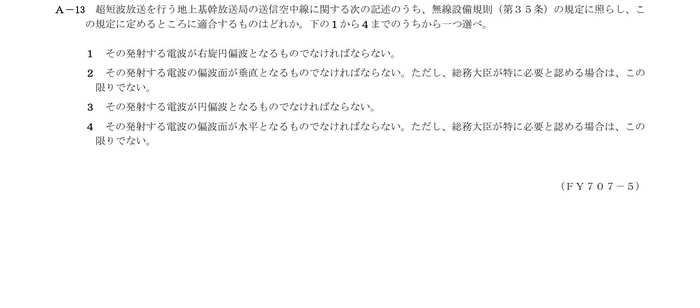 A－13 超短波放送を行う地上基幹放送局の送信空中線に関する次の記述のうち、無線設備規則（第３５条）の規定に照らし、こ
の規定に定めるところに適合するものはどれか。下の１から４までのうちから一つ選べ。
1 その発射する電波が右旋円偏波となるものでなければならない。
2 その発射する電波の偏波面が垂直となるものでなければならない。ただし、総務大臣が特に必要と認める場合は、この
限りでない。
3 その発射する電波が円偏波となるものでなければならない。
4 その発射する電波の偏波面が水平となるものでなければならない。ただし、総務大臣が特に必要と認める場合は、この
限りでない。
（ＦＹ７０７－５）